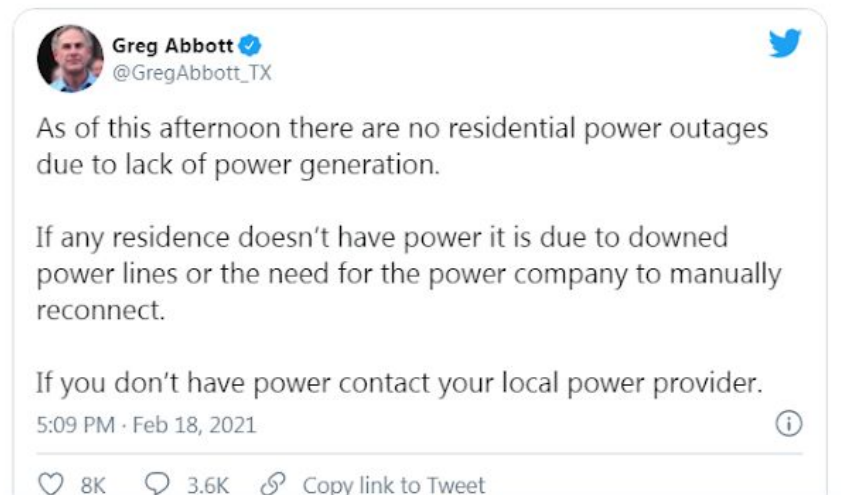 Greg Abbott
@GregAbbott_TX
As of this afternoon there are no residential power outages
due to lack of power generation.
If any residence doesn't have power it is due to downed
power lines or the need for the power company to manually
reconnect.
If you don't have power contact your local power provider.
5:09 PM · Feb 18, 2021
8K 3.6K Copy link to Tweet